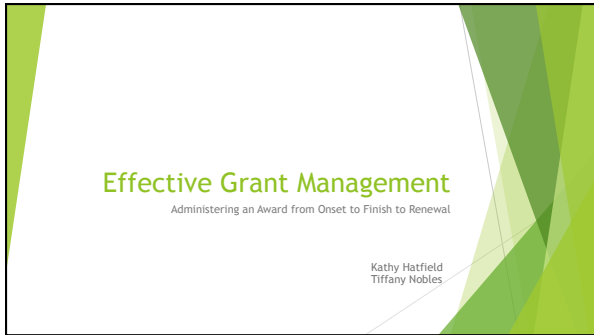 Effective Grant Management
Administering an Award from Onset to Finish to Renewal
Kathy Hatfield
Tiffany Nobles